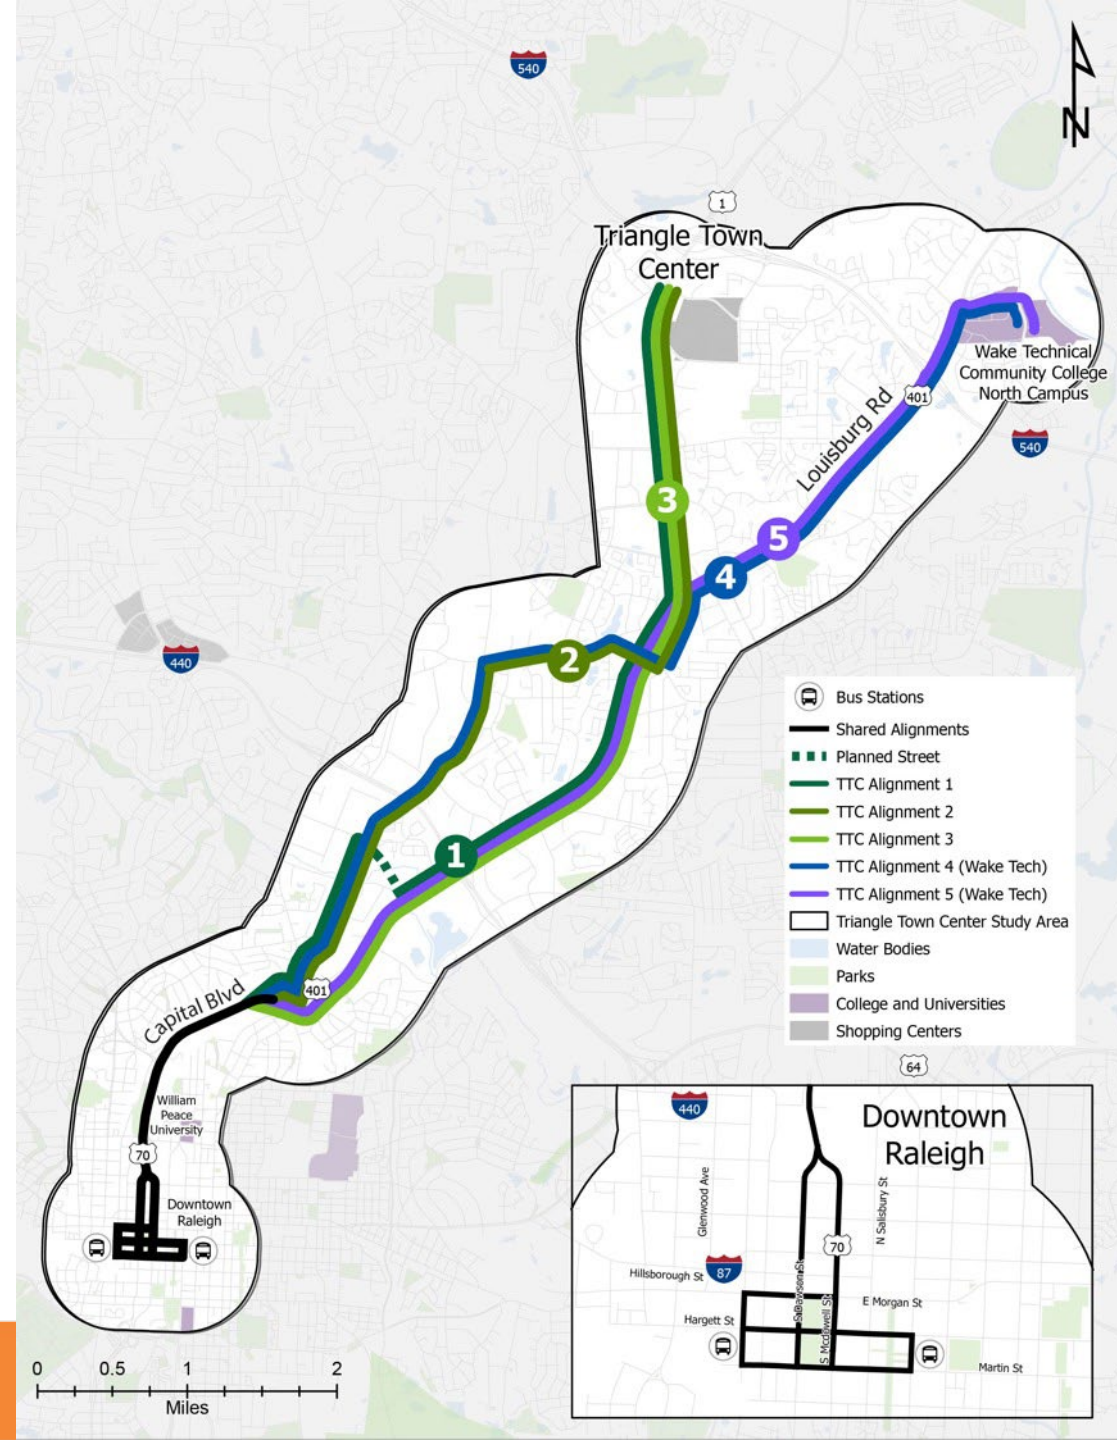 540
N
1
Triangle Town
Center
Wake Technical
Community College
North Campus
401
Louisburg Rd
540
3
5
4
440
2
1
Bus Stations
Shared Alignments
Planned Street
TTC Alignment 1
TTC Alignment 2
TTC Alignment 3
TTC Alignment 4 (Wake Tech)
TTC Alignment 5 (Wake Tech)
Triangle Town Center Study Area
Water Bodies
Parks
College and Universities
Shopping Centers
401
Capital Blvd
64
William
Peace
University
70
Downtown
Raleigh
440
Downtown
Raleigh
Glenwood Ave
N Salisbury St
70
87
Hillsborough St
S Dawson St
S Mcdowell St
E Morgan St
Hargett St
Martin St
0 0.5 1 2
Miles